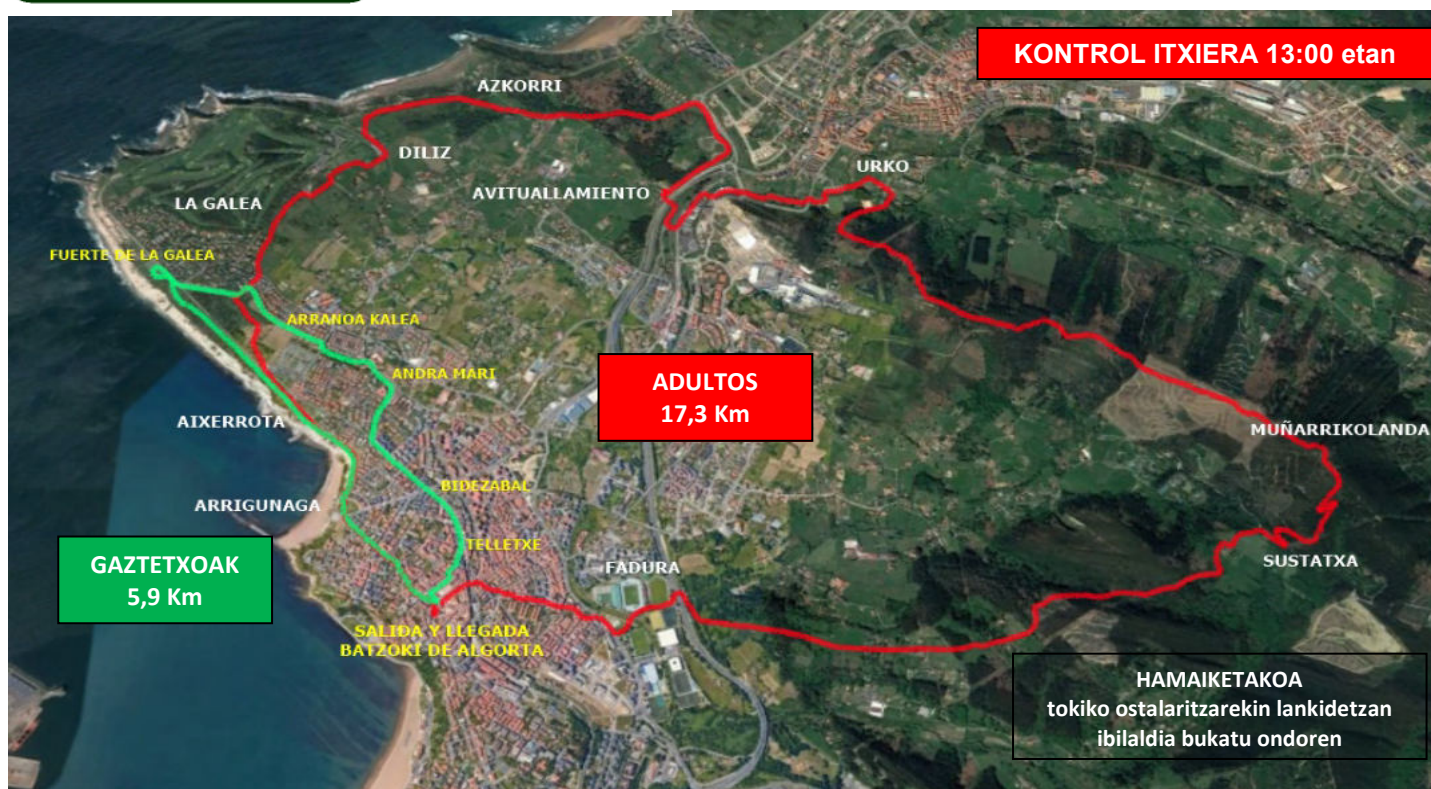 KONTROL ITXIERA 13:00 etan
AZKORRI
DILIZ
URKO
AVITUALLAMIENTO
LA GALEA
FUERTE DE LA GALEA
ARRANOA KALEA
ANDRA MARI
ADULTOS
17,3 Km
AIXERROTA
MUÑARRIKOLANDA
BIDEZABAL
ARRIGUNAGA
TELLETXE
GAZTETXOAK
5,9 Km
FADURA
SUSTATXA
SALIDA Y LLEGADA
BATZOKI DE ALGORTA
HAMAIKETAKOA
tokiko ostalaritzarekin lankidetzan
ibilaldia bukatu ondoren